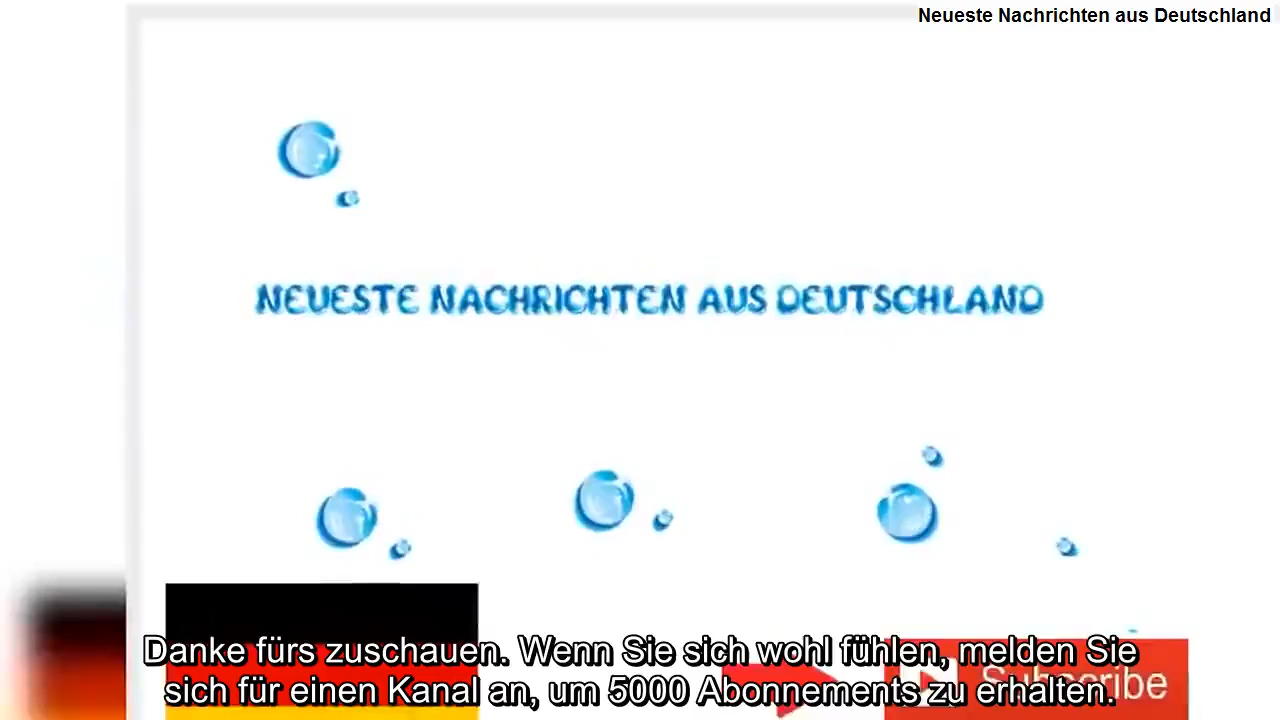 Neueste Nachrichten aus Deutschland
NEUESTE NACHRICHTEN AUS DEUTSCHLAND
Danke fürs zuschauen. Wenn Sie sich wohl fühlen, melden Sie
sich für einen Kanal an, um 5000 Abonnements zu erhalten.
Subscribe